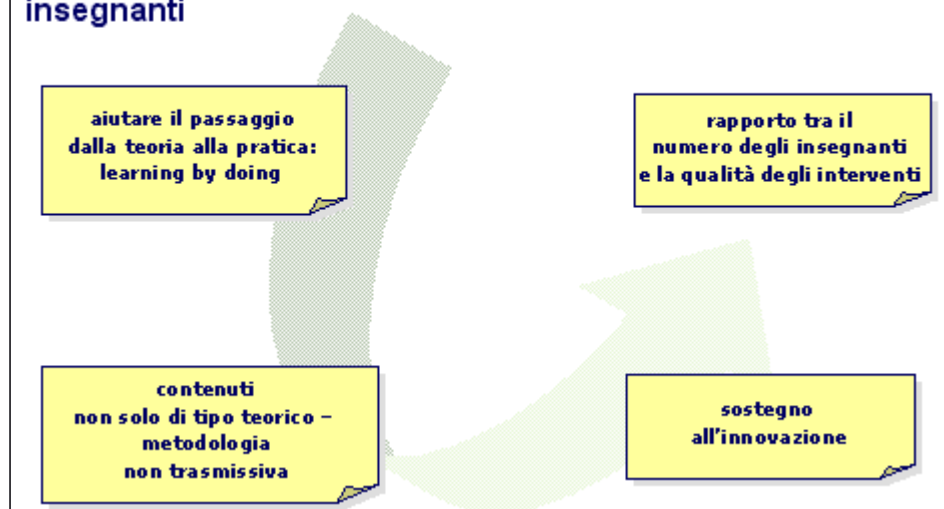 insegnanti
aiutare il passaggio
dalla teoria alla pratica:
learning by doing
rapporto tra il
numero degli insegnanti
e la qualità degli interventi
contenuti
non solo di tipo teorico –
metodologia
non trasmissiva
sostegno
all'innovazione